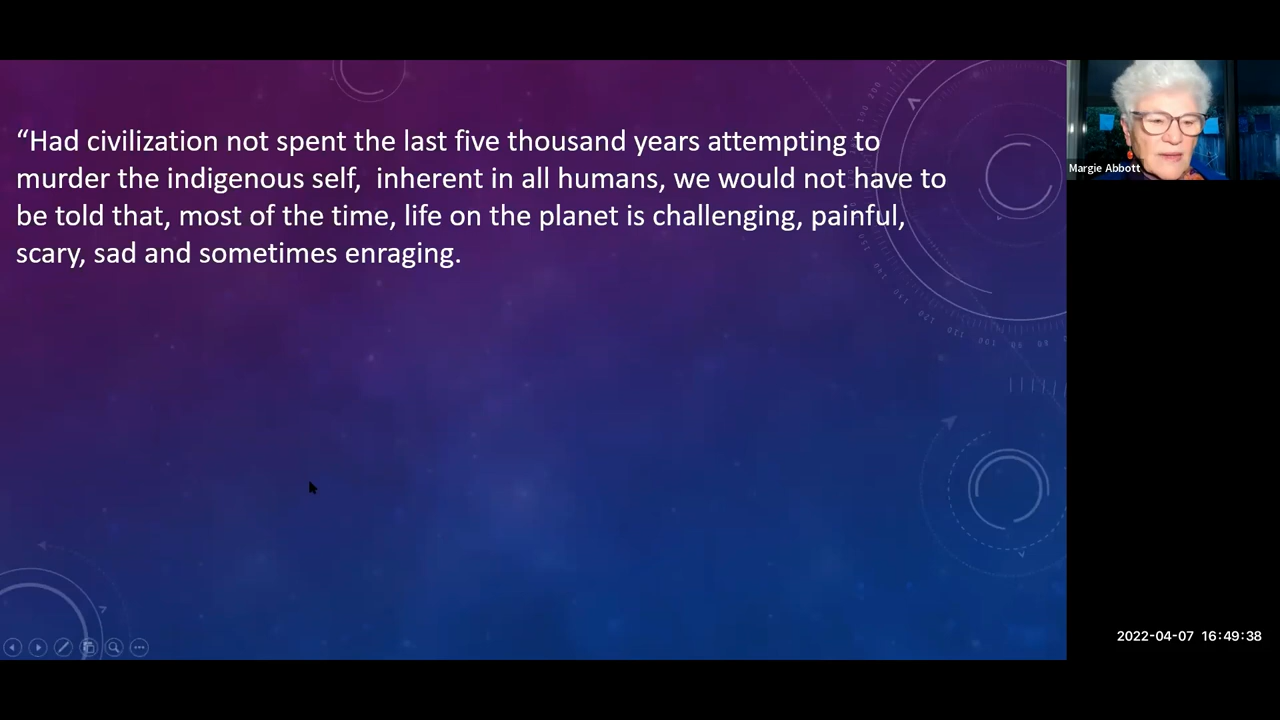 “Had civilization not spent the last five thousand years attempting to
murder the indigenous self,  inherent in all humans, we would not have to
be told that, most of the time, life on the planet is challenging, painful,
scary, sad and sometimes enraging.
Margie Abbott
2022-04-07 16:49:38